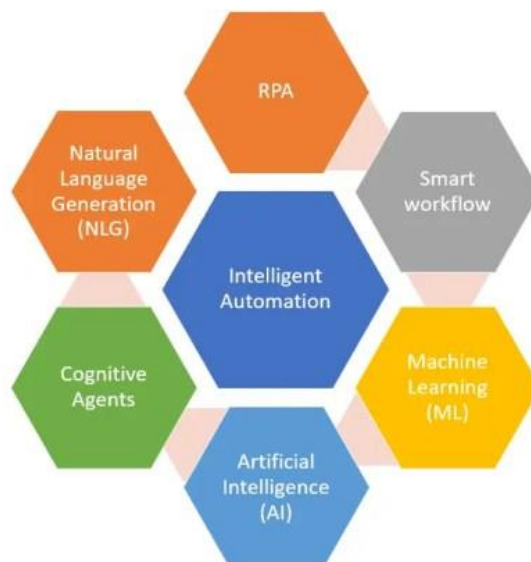 RPA
Smart
workflow
Machine
Learning
(ML)
Artificial
Intelligence
(AI)
Cognitive
Agents
Natural
Language
Generation
(NLG)
Intelligent
Automation